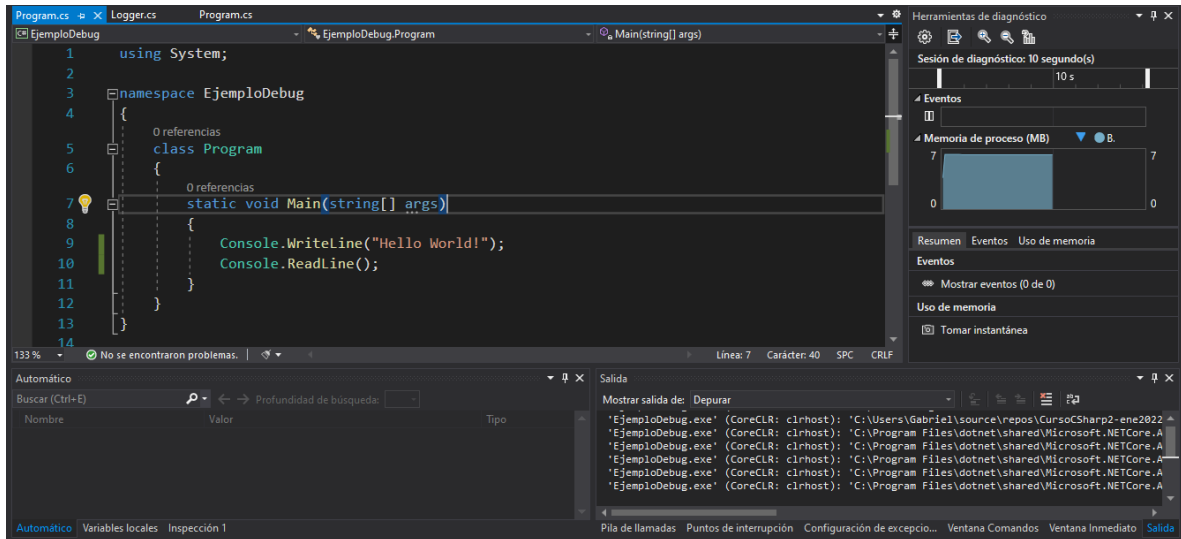 Program.cs
Logger.cs
Program.cs
EjemploDebug
EjemploDebug.Program
Main(string[] args)
1 using System;
2
3 namespace EjemploDebug
4 {
0 referencias
5 class Program
6 {
0 referencias
7 static void Main(string[] args)
8 {
9 Console.WriteLine("Hello World!");
10 Console.ReadLine();
11 }
12 }
13 }
14
133 %
No se encontraron problemas.
Línea: 7
Carácter: 40
SPC
CRLF
Herramientas de diagnóstico
Sesión de diagnóstico: 10 segundo(s)
10 s
Eventos
Memoria de proceso (MB)
B.
7
7
0
0
Resumen
Eventos
Uso de memoria
Eventos
Mostrar eventos (0 de 0)
Uso de memoria
Tomar instantánea
Automático
Buscar (Ctrl+E)
Profundidad de búsqueda:
Nombre
Valor
Tipo
Automático
Variables locales
Inspección 1
Salida
Mostrar salida de: Depurar
'EjemploDebug.exe' (CoreCLR: clrhost): 'C:\Users\Gabriel\source\repos\CursoCSharp2-ene2022
'EjemploDebug.exe' (CoreCLR: clrhost): 'C:\Program Files\dotnet\shared\Microsoft.NETCore.A
'EjemploDebug.exe' (CoreCLR: clrhost): 'C:\Program Files\dotnet\shared\Microsoft.NETCore.A
'EjemploDebug.exe' (CoreCLR: clrhost): 'C:\Program Files\dotnet\shared\Microsoft.NETCore.A
'EjemploDebug.exe' (CoreCLR: clrhost): 'C:\Program Files\dotnet\shared\Microsoft.NETCore.A
'EjemploDebug.exe' (CoreCLR: clrhost): 'C:\Program Files\dotnet\shared\Microsoft.NETCore.A
Pila de llamadas
Puntos de interrupción
Configuración de excepcio...
Ventana Comandos
Ventana Inmediato
Salida